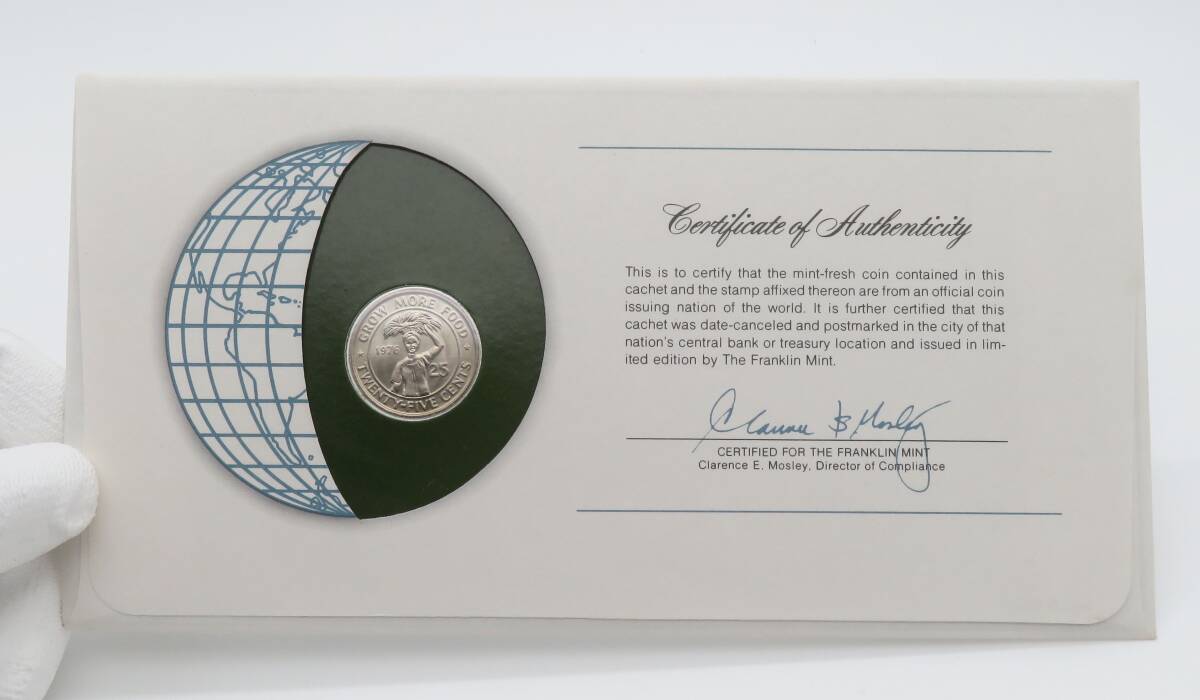 GROW MORE FOOD
1976
25
TWENTY-FIVE CENTS
Certificate of Authenticity
This is to certify that the mint-fresh coin contained in this
cachet and the stamp affixed thereon are from an official coin
issuing nation of the world. It is further certified that this
cachet was date-canceled and postmarked in the city of that
nation's central bank or treasury location and issued in lim-
ited edition by The Franklin Mint.
CERTIFIED FOR THE FRANKLIN MINT
Clarence E. Mosley, Director of Compliance